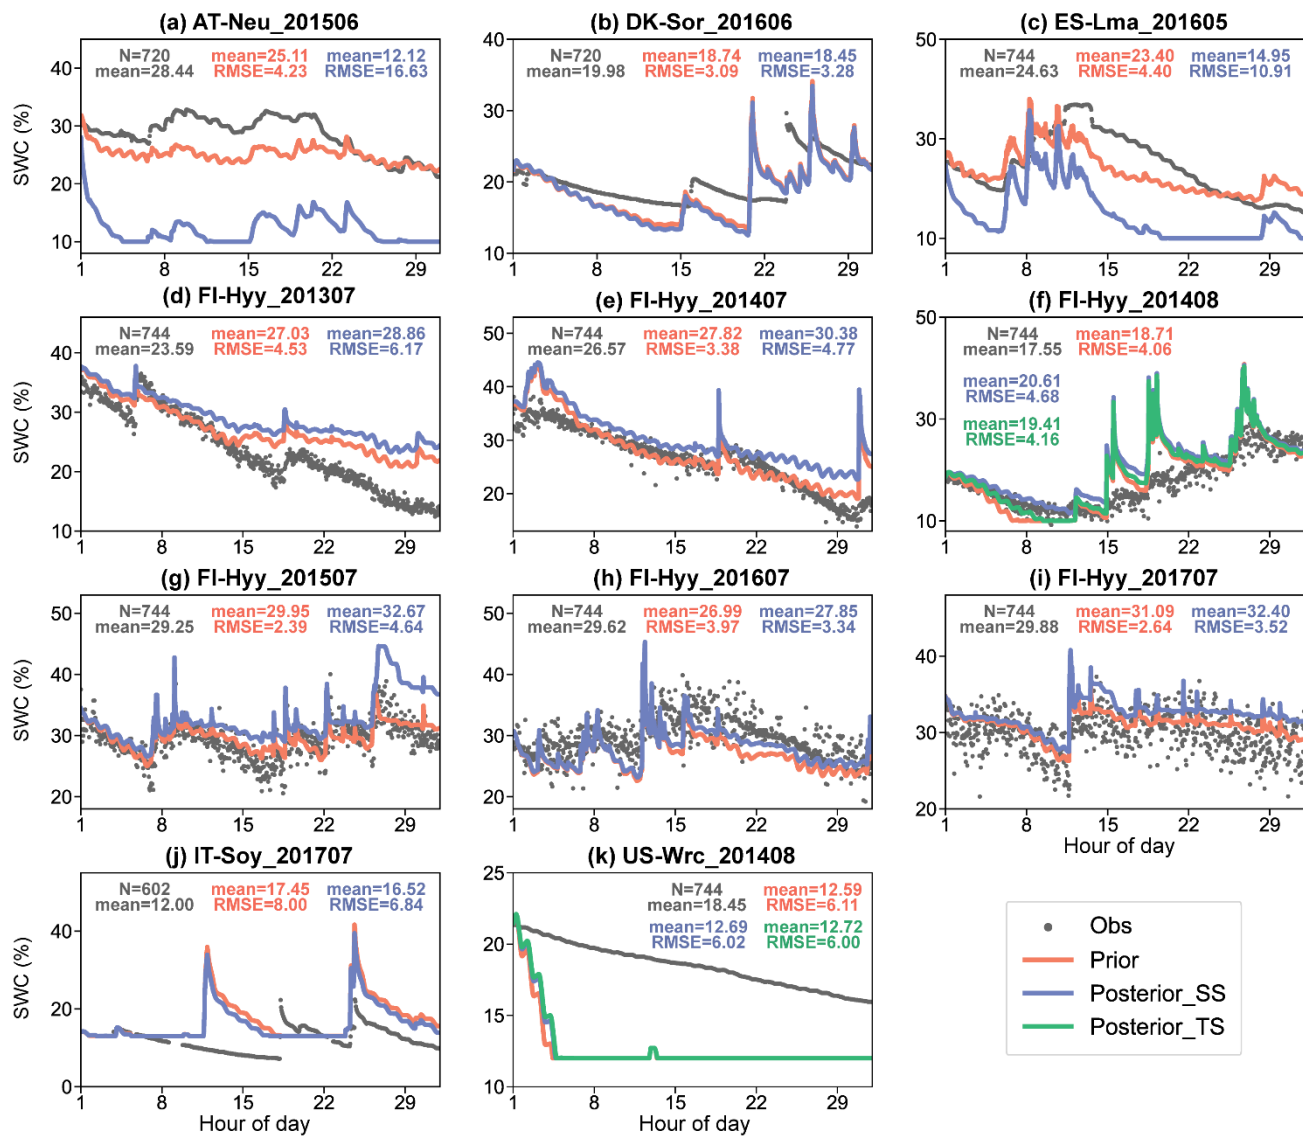 (a) AT-Neu_201506
N=720 mean=25.11 mean=12.12
mean=28.44 RMSE=4.23 RMSE=16.63
SWC (%)
40
30
20
10
1 8 15 22 29
(b) DK-Sor_201606
N=720 mean=18.74 mean=18.45
mean=19.98 RMSE=3.09 RMSE=3.28
40
30
20
10
1 8 15 22 29
(c) ES-Lma_201605
N=744 mean=23.40 mean=14.95
mean=24.63 RMSE=4.40 RMSE=10.91
50
30
10
1 8 15 22 29
(d) FI-Hyy_201307
N=744 mean=27.03 mean=28.86
mean=23.59 RMSE=4.53 RMSE=6.17
SWC (%)
40
30
20
10
1 8 15 22 29
(e) FI-Hyy_201407
N=744 mean=27.82 mean=30.38
mean=26.57 RMSE=3.38 RMSE=4.77
50
40
30
20
1 8 15 22 29
(f) FI-Hyy_201408
N=744 mean=18.71
mean=17.55 RMSE=4.06
mean=20.61
RMSE=4.68
mean=19.41
RMSE=4.16
50
30
10
1 8 15 22 29
(g) FI-Hyy_201507
N=744 mean=29.95 mean=32.67
mean=29.25 RMSE=2.39 RMSE=4.64
SWC (%)
50
40
30
20
1 8 15 22 29
(h) FI-Hyy_201607
N=744 mean=26.99 mean=27.85
mean=29.62 RMSE=3.97 RMSE=3.34
50
40
30
20
1 8 15 22 29
(i) FI-Hyy_201707
N=744 mean=31.09 mean=32.40
mean=29.88 RMSE=2.64 RMSE=3.52
40
30
20
1 8 15 22 29
Hour of day
(j) IT-Soy_201707
N=602 mean=17.45 mean=16.52
mean=12.00 RMSE=8.00 RMSE=6.84
SWC (%)
40
20
0
1 8 15 22 29
Hour of day
(k) US-Wrc_201408
N=744 mean=12.59
mean=18.45 RMSE=6.11
mean=12.69 mean=12.72
RMSE=6.02 RMSE=6.00
25
20
15
10
1 8 15 22 29
Hour of day
Obs
Prior
Posterior_SS
Posterior_TS